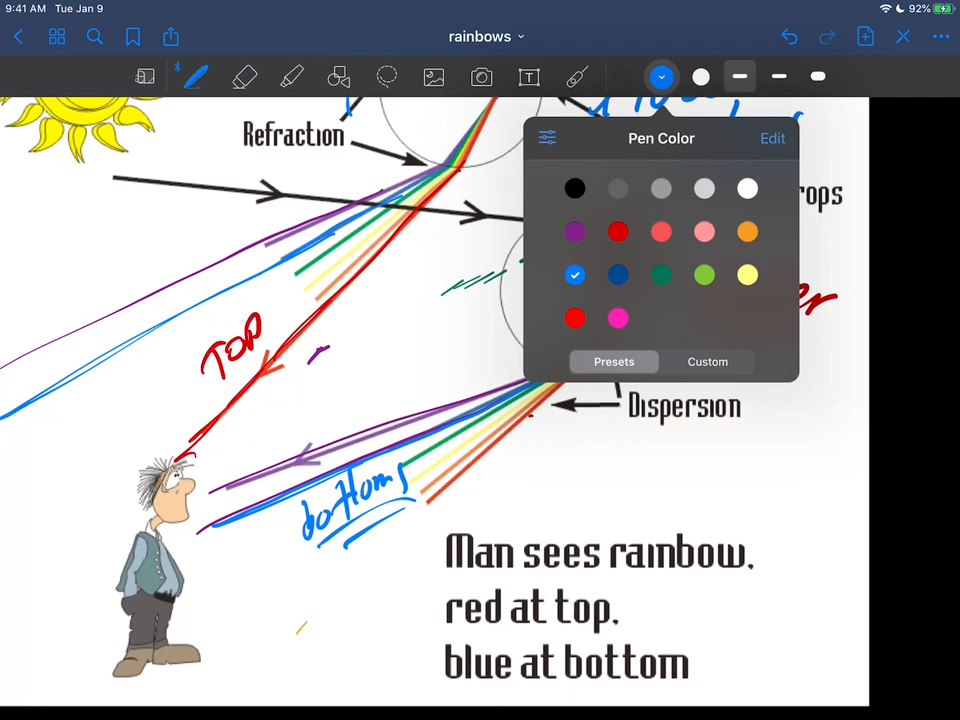 9:41 AM Tue Jan 9
92%
rainbows
T
Refraction
Pen Color
Edit
rops
er
TOP
Presets
Custom
Dispersion
bottoms
Man sees rainbow,
red at top,
blue at bottom